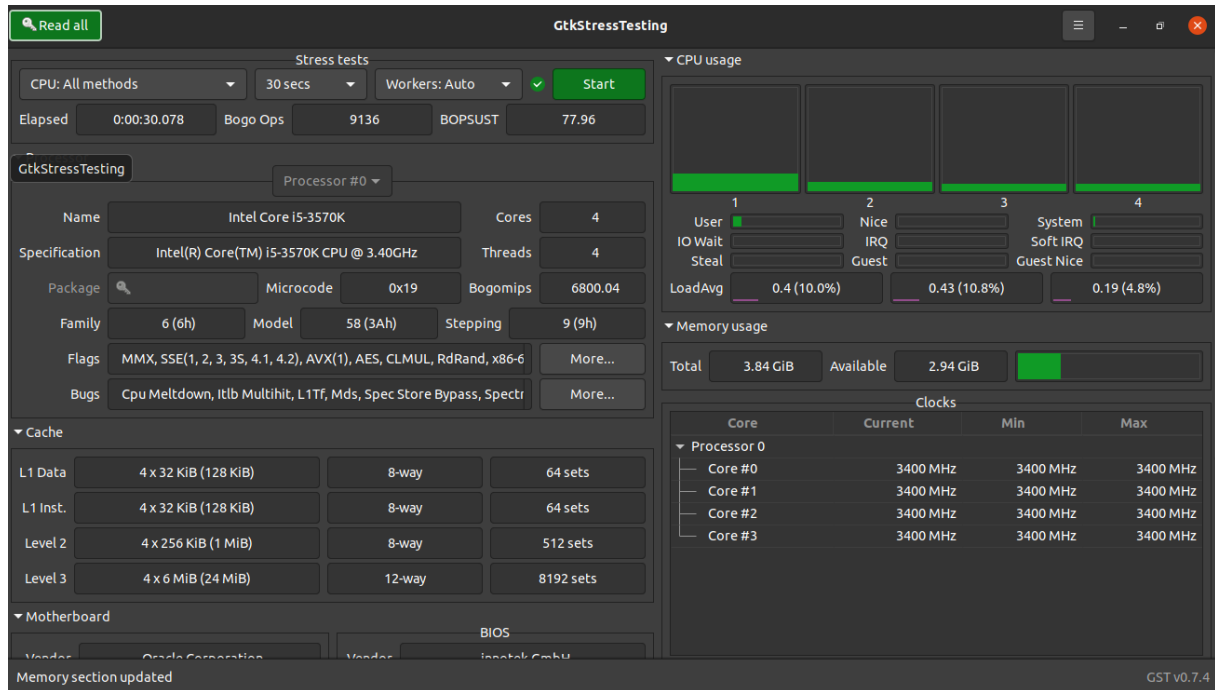 Read all
GtkStressTesting
Stress tests
CPU: All methods 30 secs Workers: Auto Start
Elapsed 0:00:30.078 Bogo Ops 9136 BOPSUST 77.96
GtkStressTesting
Processor #0
Name Intel Core i5-3570K Cores 4
Specification Intel(R) Core(TM) i5-3570K CPU @ 3.40GHz Threads 4
Package Microcode 0x19 Bogomips 6800.04
Family 6 (6h) Model 58 (3Ah) Stepping 9 (9h)
Flags MMX, SSE(1, 2, 3, 3S, 4.1, 4.2), AVX(1), AES, CLMUL, RdRand, x86-6 More...
Bugs Cpu Meltdown, Itlb Multihit, L1Tf, Mds, Spec Store Bypass, Spectr More...
Cache
L1 Data 4 x 32 KiB (128 KiB) 8-way 64 sets
L1 Inst. 4 x 32 KiB (128 KiB) 8-way 64 sets
Level 2 4 x 256 KiB (1 MiB) 8-way 512 sets
Level 3 4 x 6 MiB (24 MiB) 12-way 8192 sets
Motherboard
BIOS
Vendor Oracle Corporation Vendor innotek GmbH
CPU usage
1 2 3 4
User Nice System
IO Wait IRQ Soft IRQ
Steal Guest Guest Nice
LoadAvg 0.4 (10.0%) 0.43 (10.8%) 0.19 (4.8%)
Memory usage
Total 3.84 GiB Available 2.94 GiB
Clocks
Core Current Min Max
Processor 0
Core #0 3400 MHz 3400 MHz 3400 MHz
Core #1 3400 MHz 3400 MHz 3400 MHz
Core #2 3400 MHz 3400 MHz 3400 MHz
Core #3 3400 MHz 3400 MHz 3400 MHz
Memory section updated
GST v0.7.4